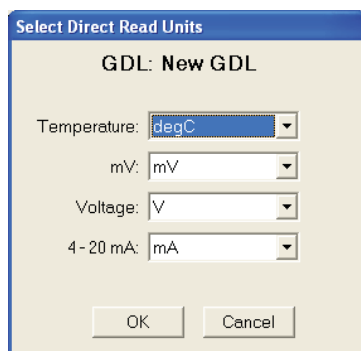 Select Direct Read Units
GDL: New GDL
Temperature: degC
mV: mV
Voltage: V
4 - 20 mA: mA
OK Cancel